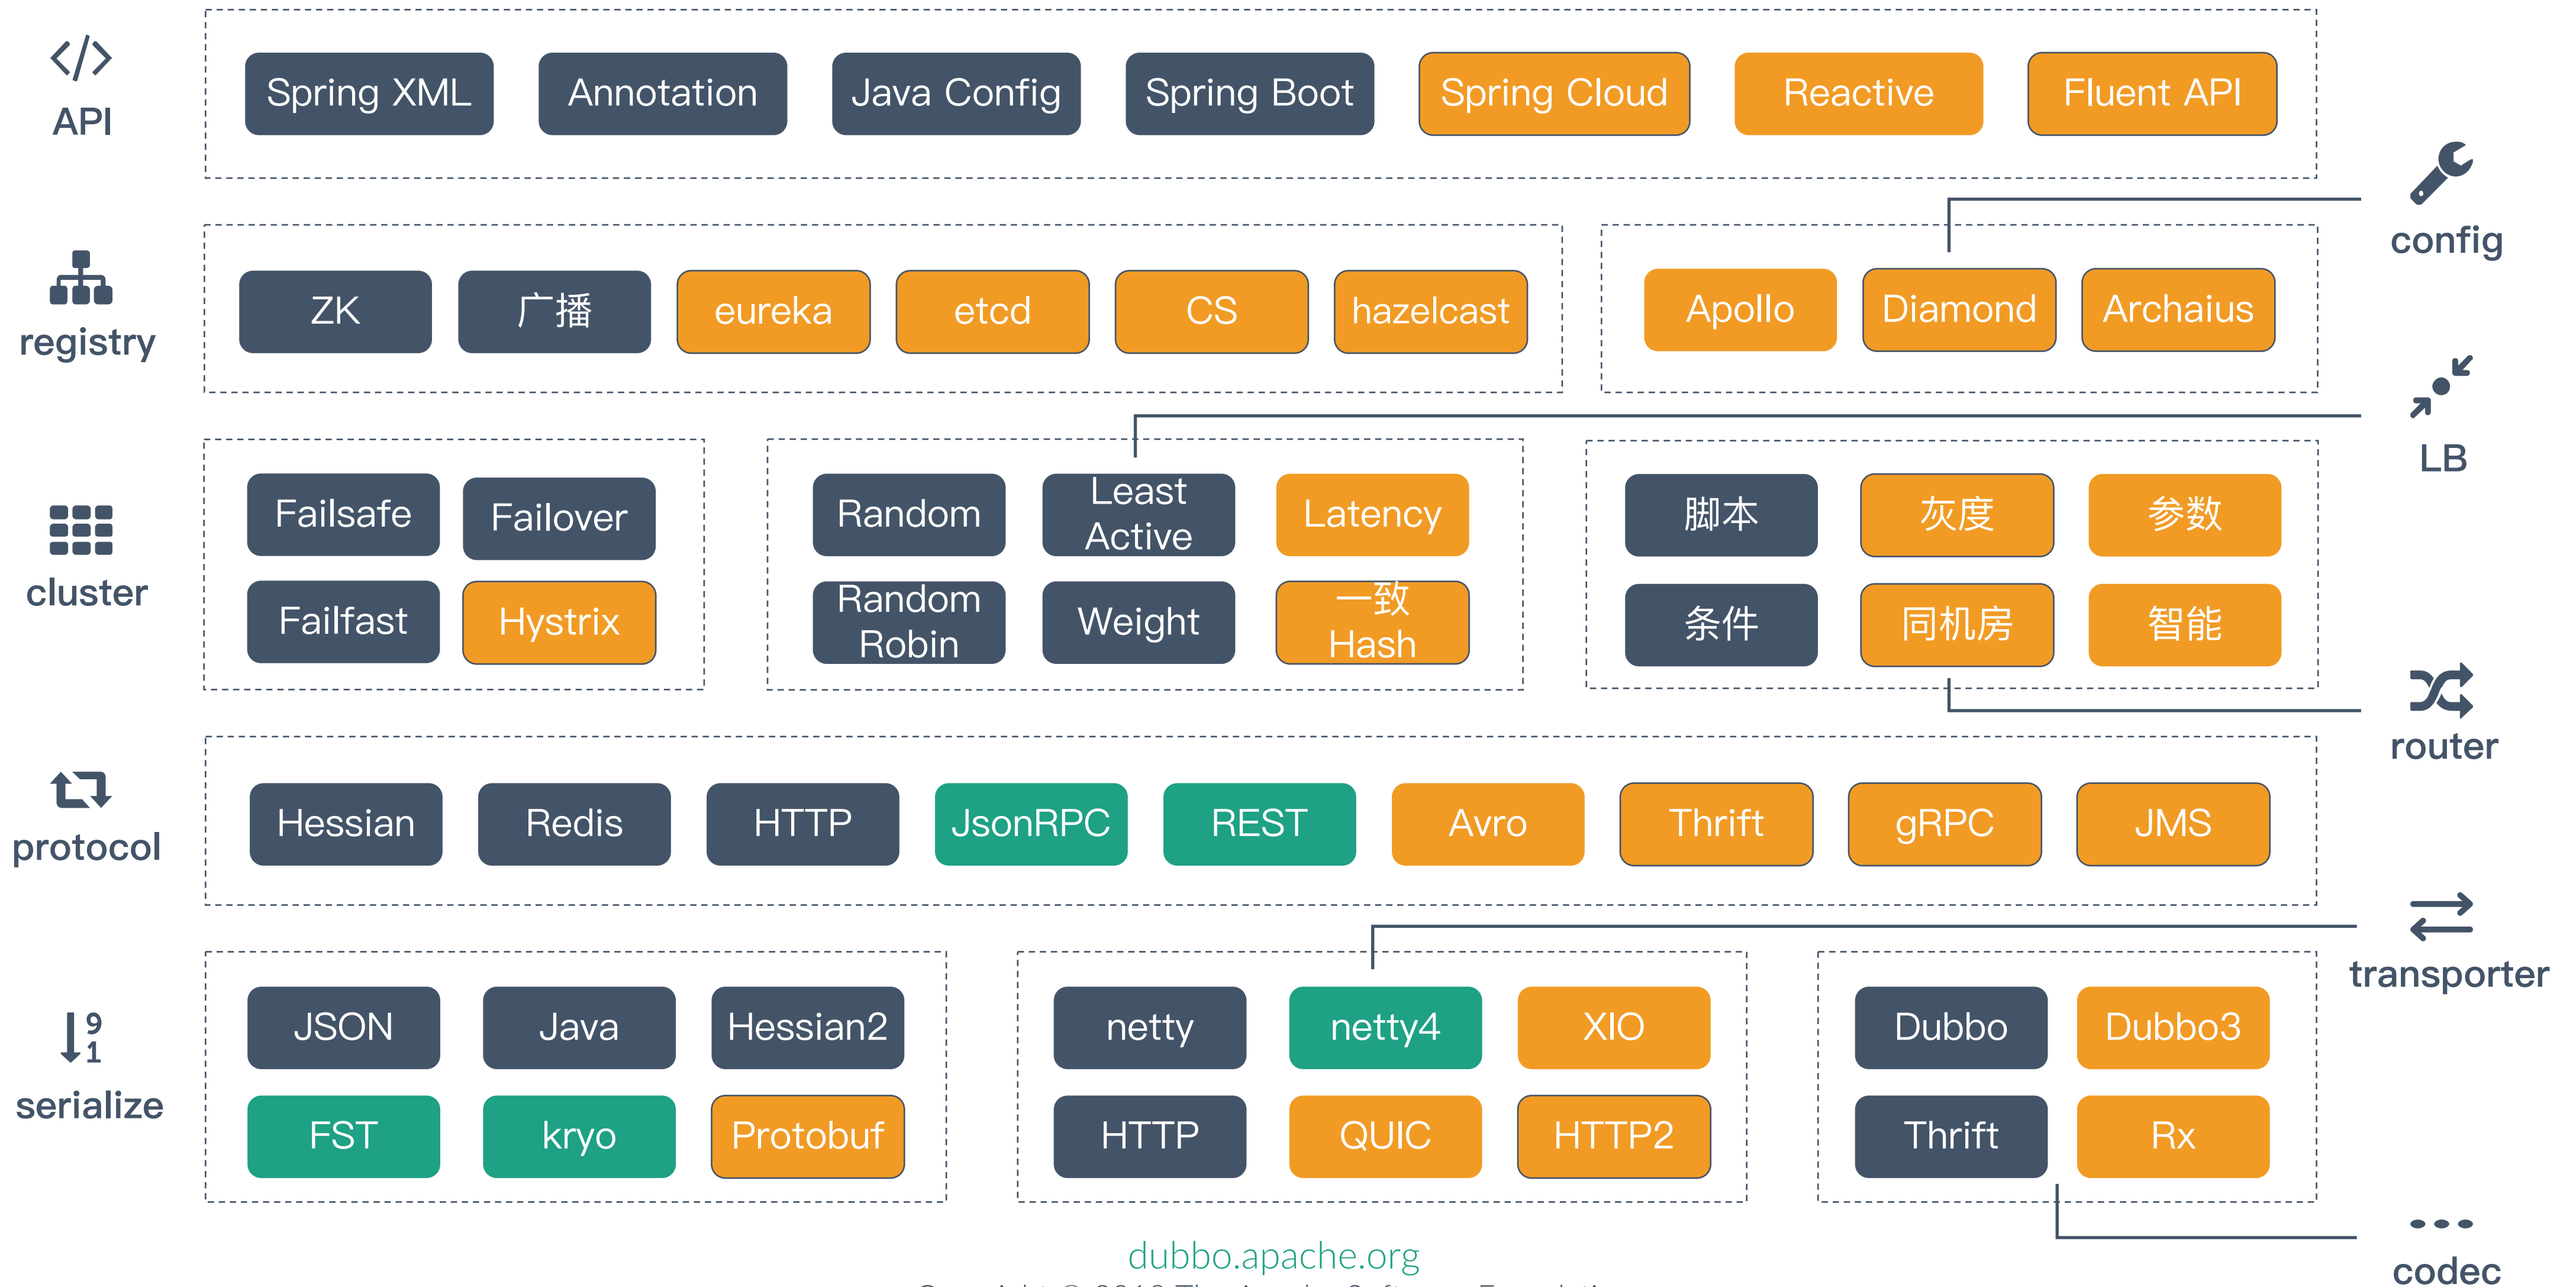 API
Spring XML
Annotation
Java Config
Spring Boot
Spring Cloud
Reactive
Fluent API
config
registry
ZK
广播
eureka
etcd
CS
hazelcast
Apollo
Diamond
Archaius
LB
cluster
Failsafe
Failover
Failfast
Hystrix
Random
Least
Active
Latency
Random
Robin
Weight
一致
Hash
脚本
灰度
参数
条件
同机房
智能
router
protocol
Hessian
Redis
HTTP
JsonRPC
REST
Avro
Thrift
gRPC
JMS
transporter
serialize
9
1
JSON
Java
Hessian2
FST
kryo
Protobuf
netty
netty4
XIO
HTTP
QUIC
HTTP2
Dubbo
Dubbo3
Thrift
Rx
codec
dubbo.apache.org